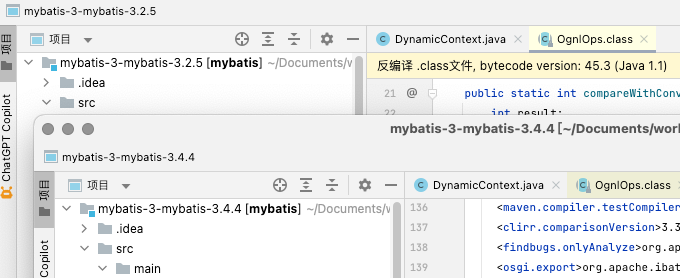 mybatis-3-mybatis-3.2.5
项目
DynamicContext.java
OgnlOps.class
项目
mybatis-3-mybatis-3.2.5 [mybatis] ~/Documents/w
反编译 .class文件, bytecode version: 45.3 (Java 1.1)
.idea
21 @ public static int compareWithConv
src
22 int result;
ChatGPT Copilot
mybatis-3-mybatis-3.4.4 [~/Documents/wor
mybatis-3-mybatis-3.4.4
项目
DynamicContext.java
OgnlOps.class
项目
mybatis-3-mybatis-3.4.4 [mybatis] ~/Documents/w
136 <maven.compiler.testCompiler
.idea
137 <clirr.comparisonVersion>3.3
src
138 <findbugs.onlyAnalyze>org.ap
main
139 <osgi.export>org.apache.ibat
Copilot